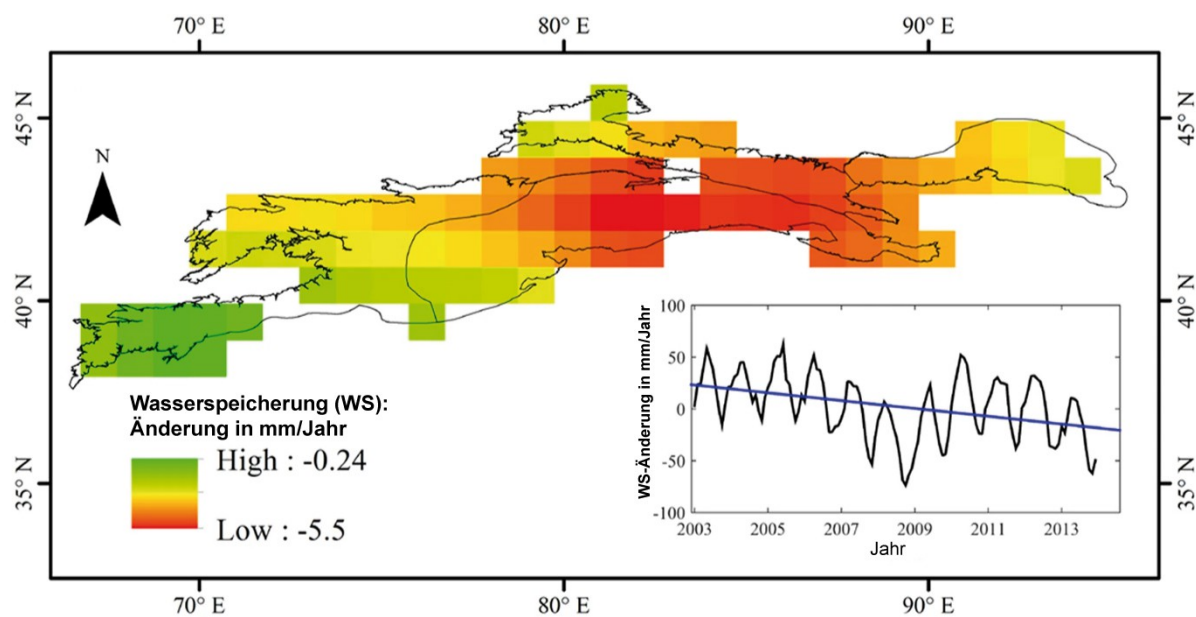 70° E
80° E
90° E
45° N
45° N
N
40° N
40° N
100
50
0
-50
-100
WS-Änderung in mm/Jahr
2003
2005
2007
2009
2011
2013
Jahr
Wasserspeicherung (WS):
Änderung in mm/Jahr
High : -0.24
Low : -5.5
35° N
35° N
70° E
80° E
90° E